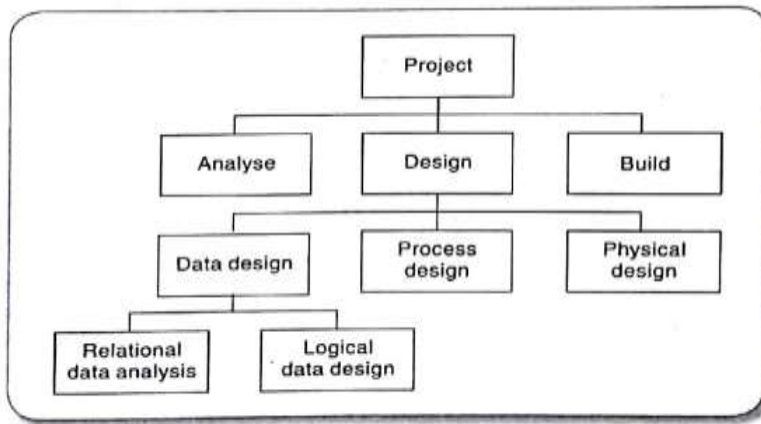 Project
Analyse
Design
Build
Data design
Process
design
Physical
design
Relational
data analysis
Logical
data design